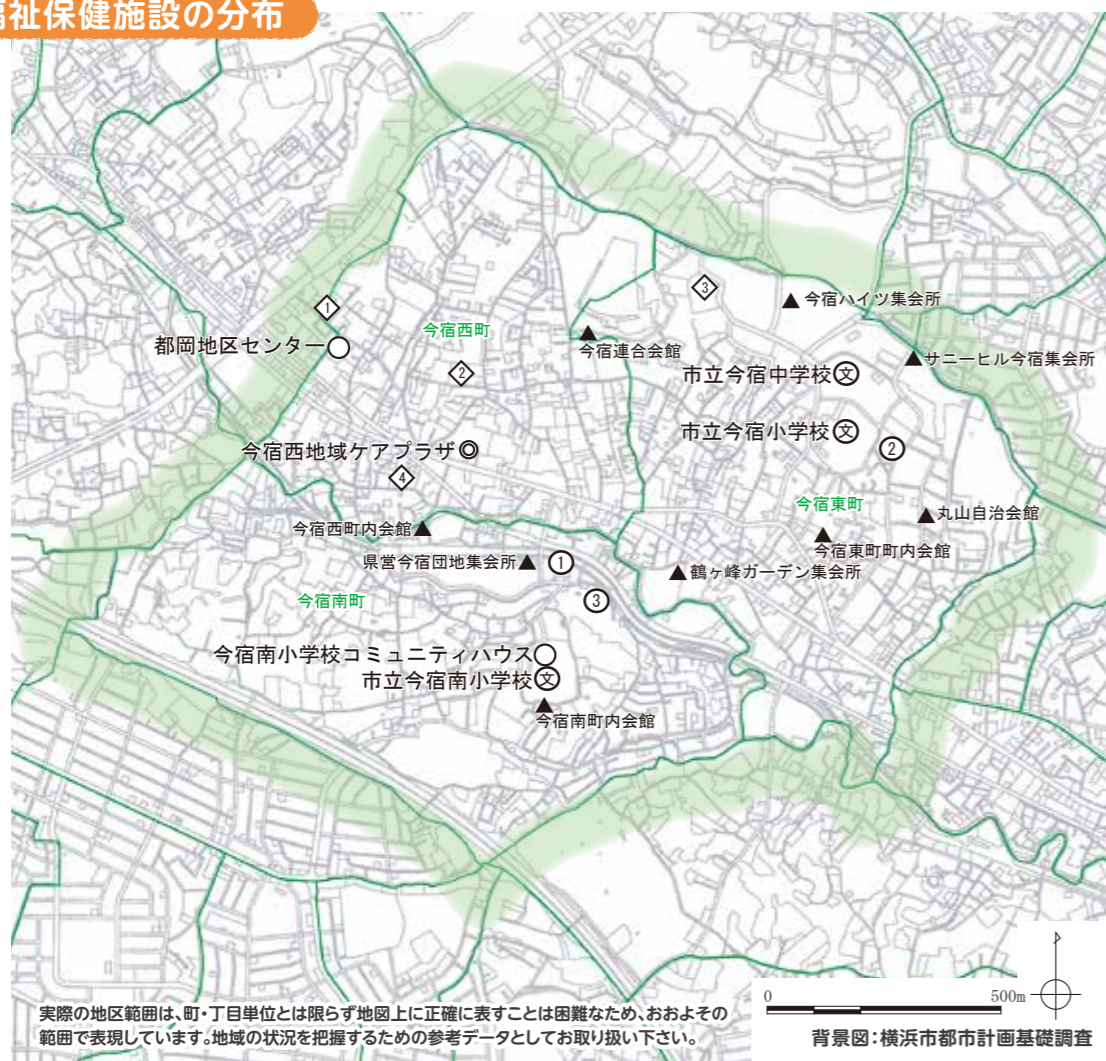 福祉保健施設の分布
①
都岡地区センター
今宿西町
②
③
今宿ハイツ集会所
今宿連合会館
サニーヒル今宿集会所
市立今宿中学校 文
市立今宿小学校 文
②
今宿西地域ケアプラザ
④
今宿東町
丸山自治会館
今宿西町内会館
今宿東町町内会館
県営今宿団地集会所
①
鶴ヶ峰ガーデン集会所
今宿南町
③
今宿南小学校コミュニティハウス
市立今宿南小学校 文
今宿南町内会館
0 500m
実際の地区範囲は、町・丁目単位とは限らず地図上に正確に表すことは困難なため、おおよその
範囲で表現しています。地域の状況を把握するための参考データとしてお取り扱い下さい。
背景図：横浜市都市計画基礎調査